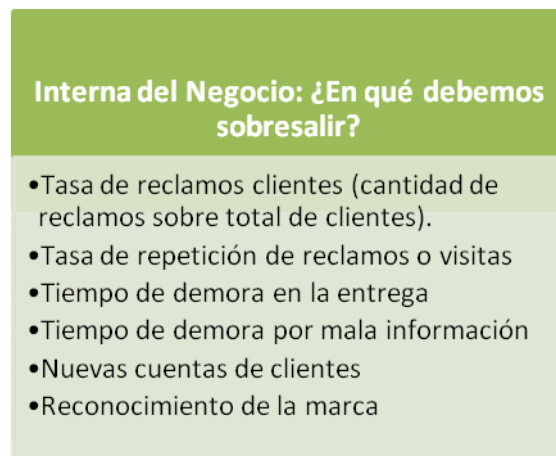 Interna del Negocio: ¿En qué debemos
sobresalir?
•Tasa de reclamos clientes (cantidad de
reclamos sobre total de clientes).
•Tasa de repetición de reclamos o visitas
•Tiempo de demora en la entrega
•Tiempo de demora por mala información
•Nuevas cuentas de clientes
•Reconocimiento de la marca